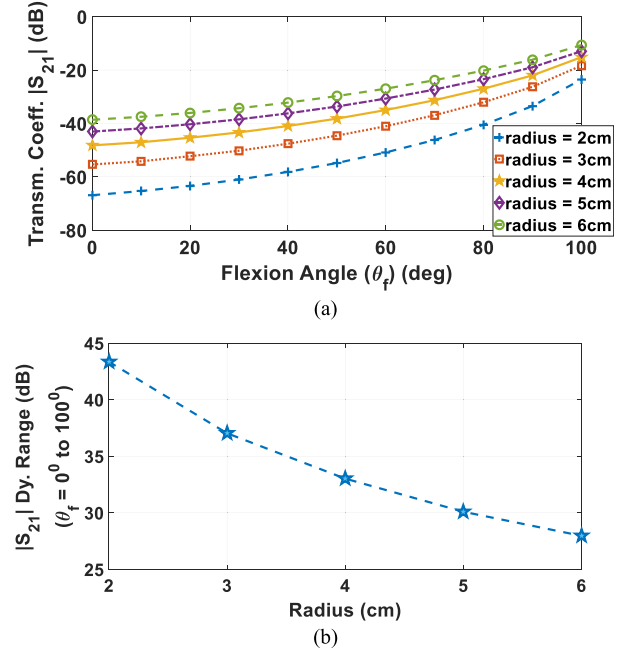 0
-20
-40
-60
-80
Transm. Coeff. |S21| (dB)
radius = 2cm
radius = 3cm
radius = 4cm
radius = 5cm
radius = 6cm
0 20 40 60 80 100
Flexion Angle (θf) (deg)
(a)
45
40
35
30
25
|S21| Dy. Range (dB)
(θf = 0⁰ to 100⁰)
2 3 4 5 6
Radius (cm)
(b)